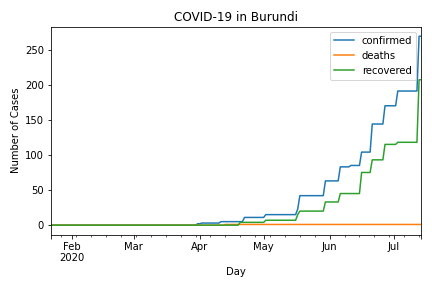 COVID-19 in Burundi
confirmed
deaths
recovered
Number of Cases
250
200
150
100
50
0
Feb Mar Apr May Jun Jul
2020
Day